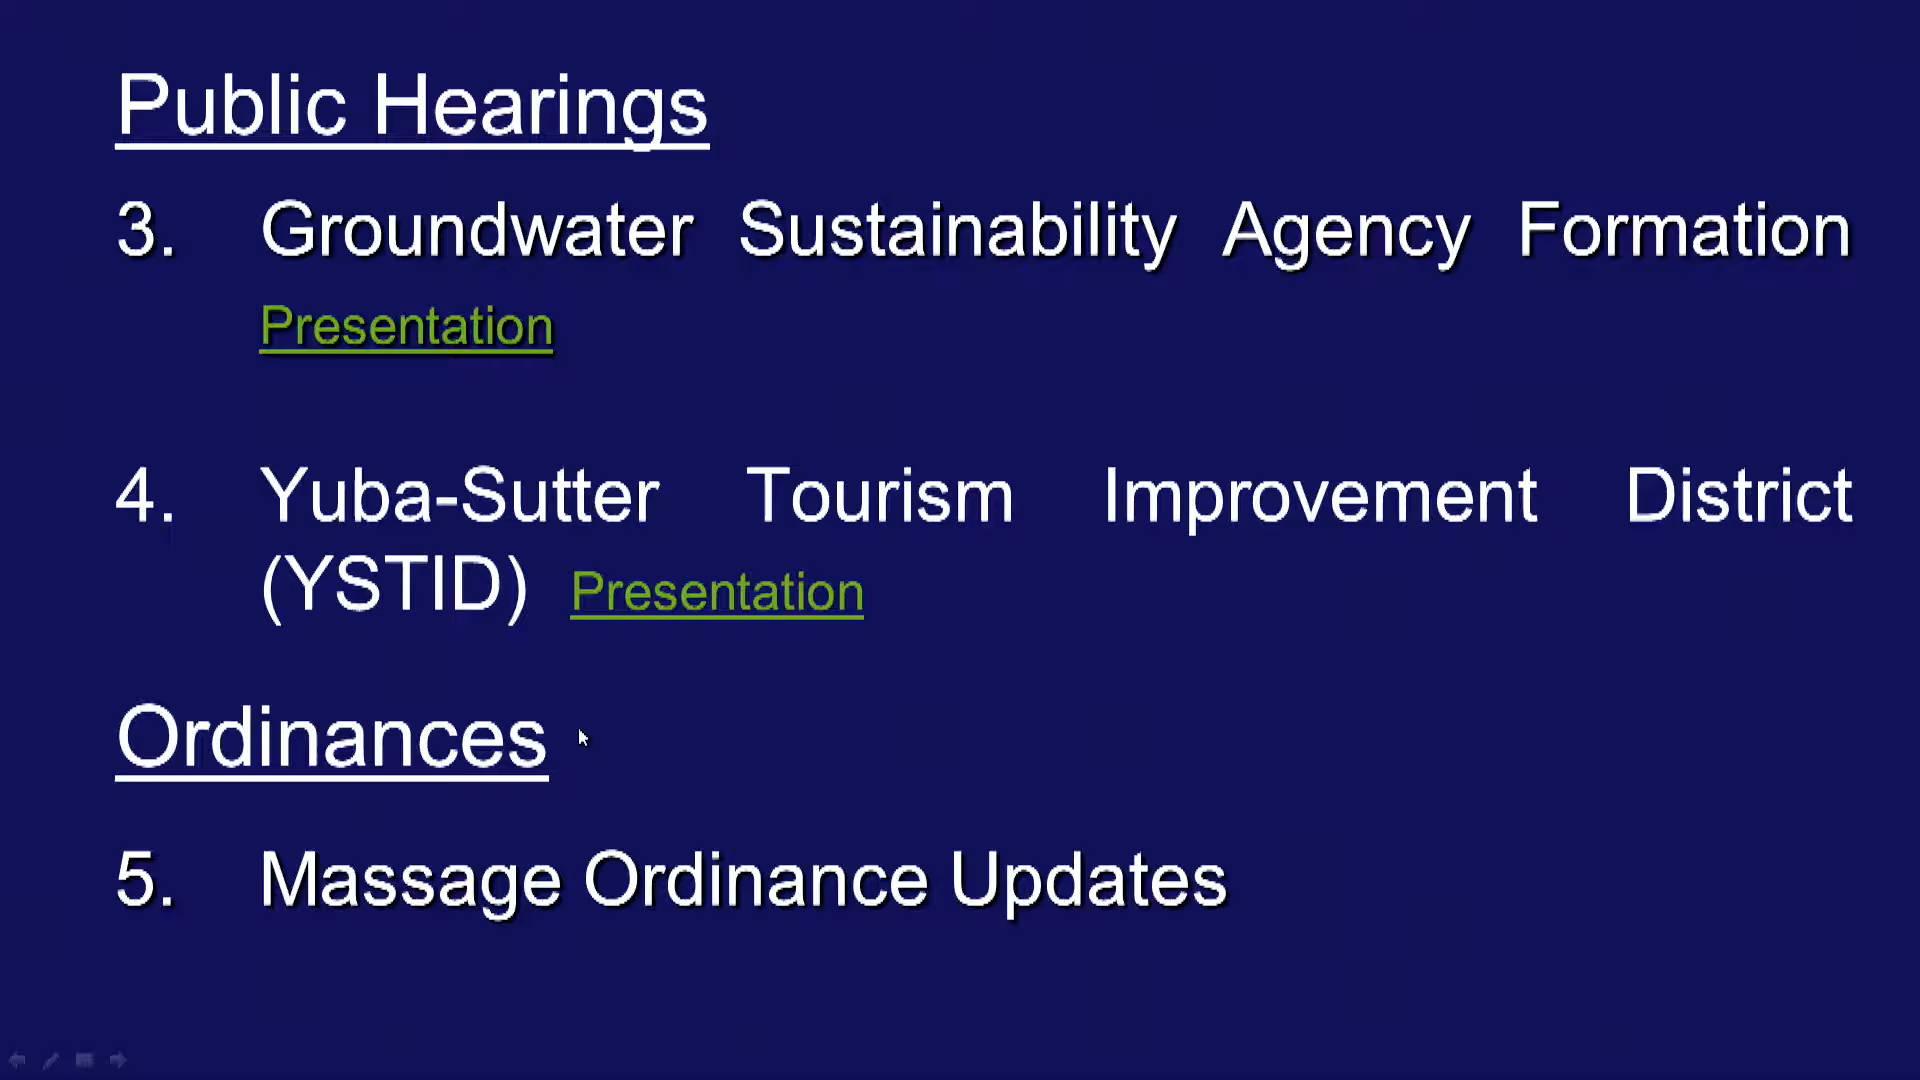 Public Hearings
3. Groundwater Sustainability Agency Formation
Presentation
4. Yuba-Sutter Tourism Improvement District
(YSTID) Presentation
Ordinances
5. Massage Ordinance Updates